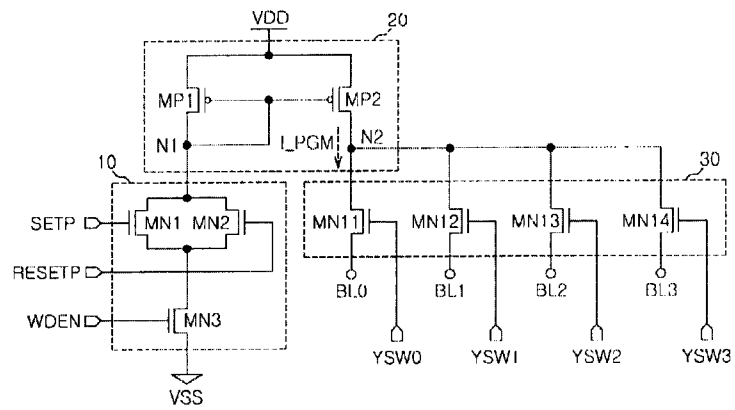 VDD
20
MP1
MP2
N1
I_PGM
N2
10
30
SETP
MN1
MN2
MN11
MN12
MN13
MN14
RESETP
BL0
BL1
BL2
BL3
WDEN
MN3
YSW0
YSW1
YSW2
YSW3
VSS